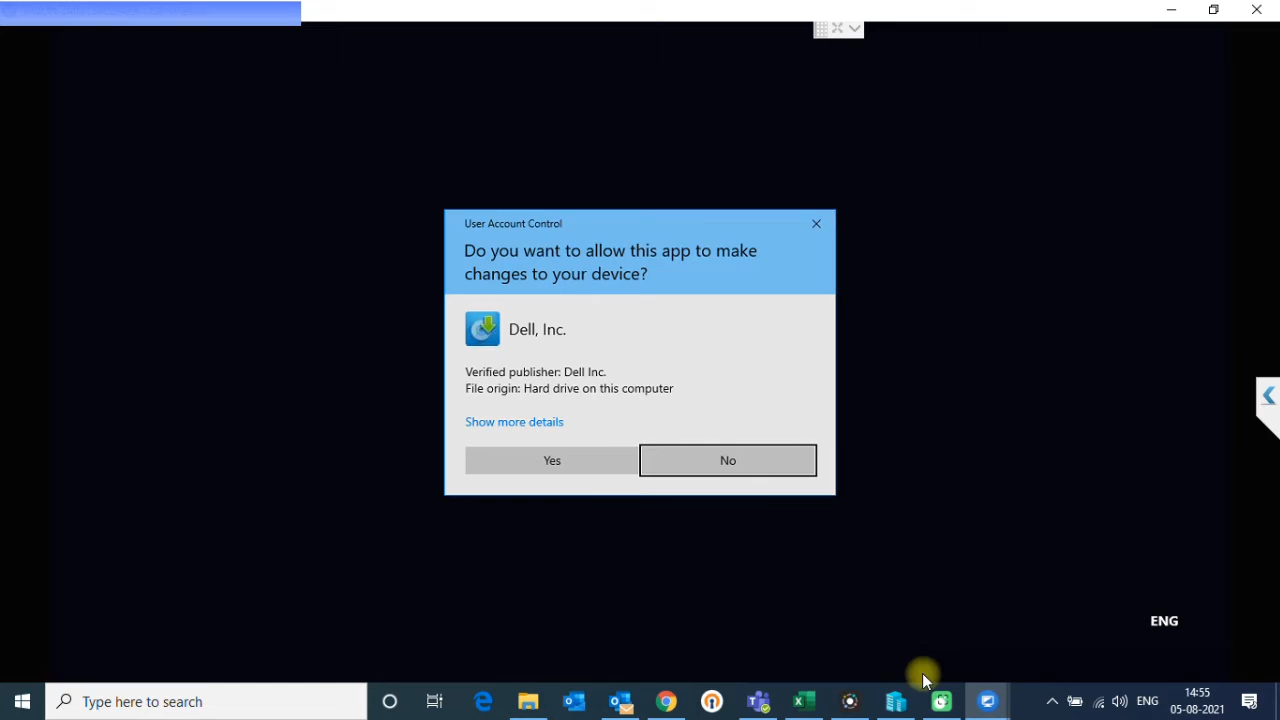 User Account Control
Do you want to allow this app to make
changes to your device?
Dell, Inc.
Verified publisher: Dell Inc.
File origin: Hard drive on this computer
Show more details
Yes No
ENG
Type here to search
ENG
14:55
05-08-2021